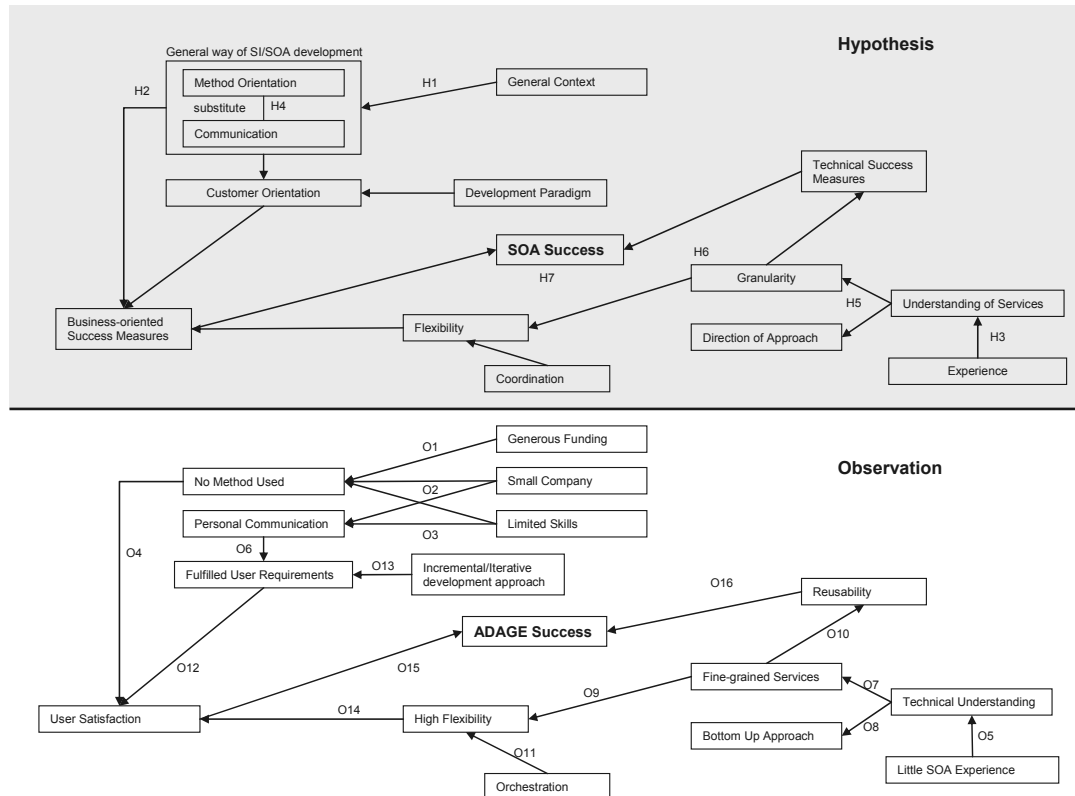 Hypothesis
General way of SI/SOA development
Method Orientation
substitute
H4
Communication
H2
H1
General Context
Customer Orientation
Development Paradigm
Technical Success
Measures
SOA Success
H7
H6
Granularity
H5
Understanding of Services
Business-oriented
Success Measures
Flexibility
Direction of Approach
H3
Coordination
Experience
Observation
Generous Funding
O1
No Method Used
Small Company
O2
Personal Communication
Limited Skills
O3
O4
O6
Fulfilled User Requirements
O13
Incremental/Iterative
development approach
O16
Reusability
ADAGE Success
O10
O12
O15
Fine-grained Services
O7
O9
Technical Understanding
User Satisfaction
O14
High Flexibility
O8
Bottom Up Approach
O5
O11
Little SOA Experience
Orchestration